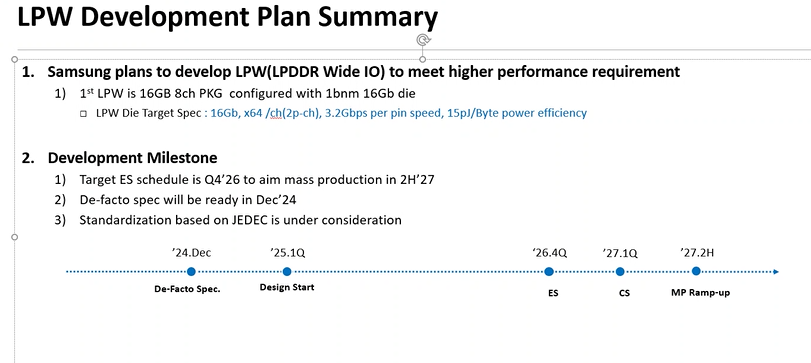 LPW Development Plan Summary
1. Samsung plans to develop LPW(LPDDR Wide IO) to meet higher performance requirement
1) 1st LPW is 16GB 8ch PKG configured with 1bnm 16Gb die
□ LPW Die Target Spec : 16Gb, x64 /ch(2p-ch), 3.2Gbps per pin speed, 15pJ/Byte power efficiency
2. Development Milestone
1) Target ES schedule is Q4’26 to aim mass production in 2H’27
2) De-facto spec will be ready in Dec’24
3) Standardization based on JEDEC is under consideration
’24.Dec ’25.1Q ’26.4Q ’27.1Q ’27.2H
De-Facto Spec. Design Start ES CS MP Ramp-up